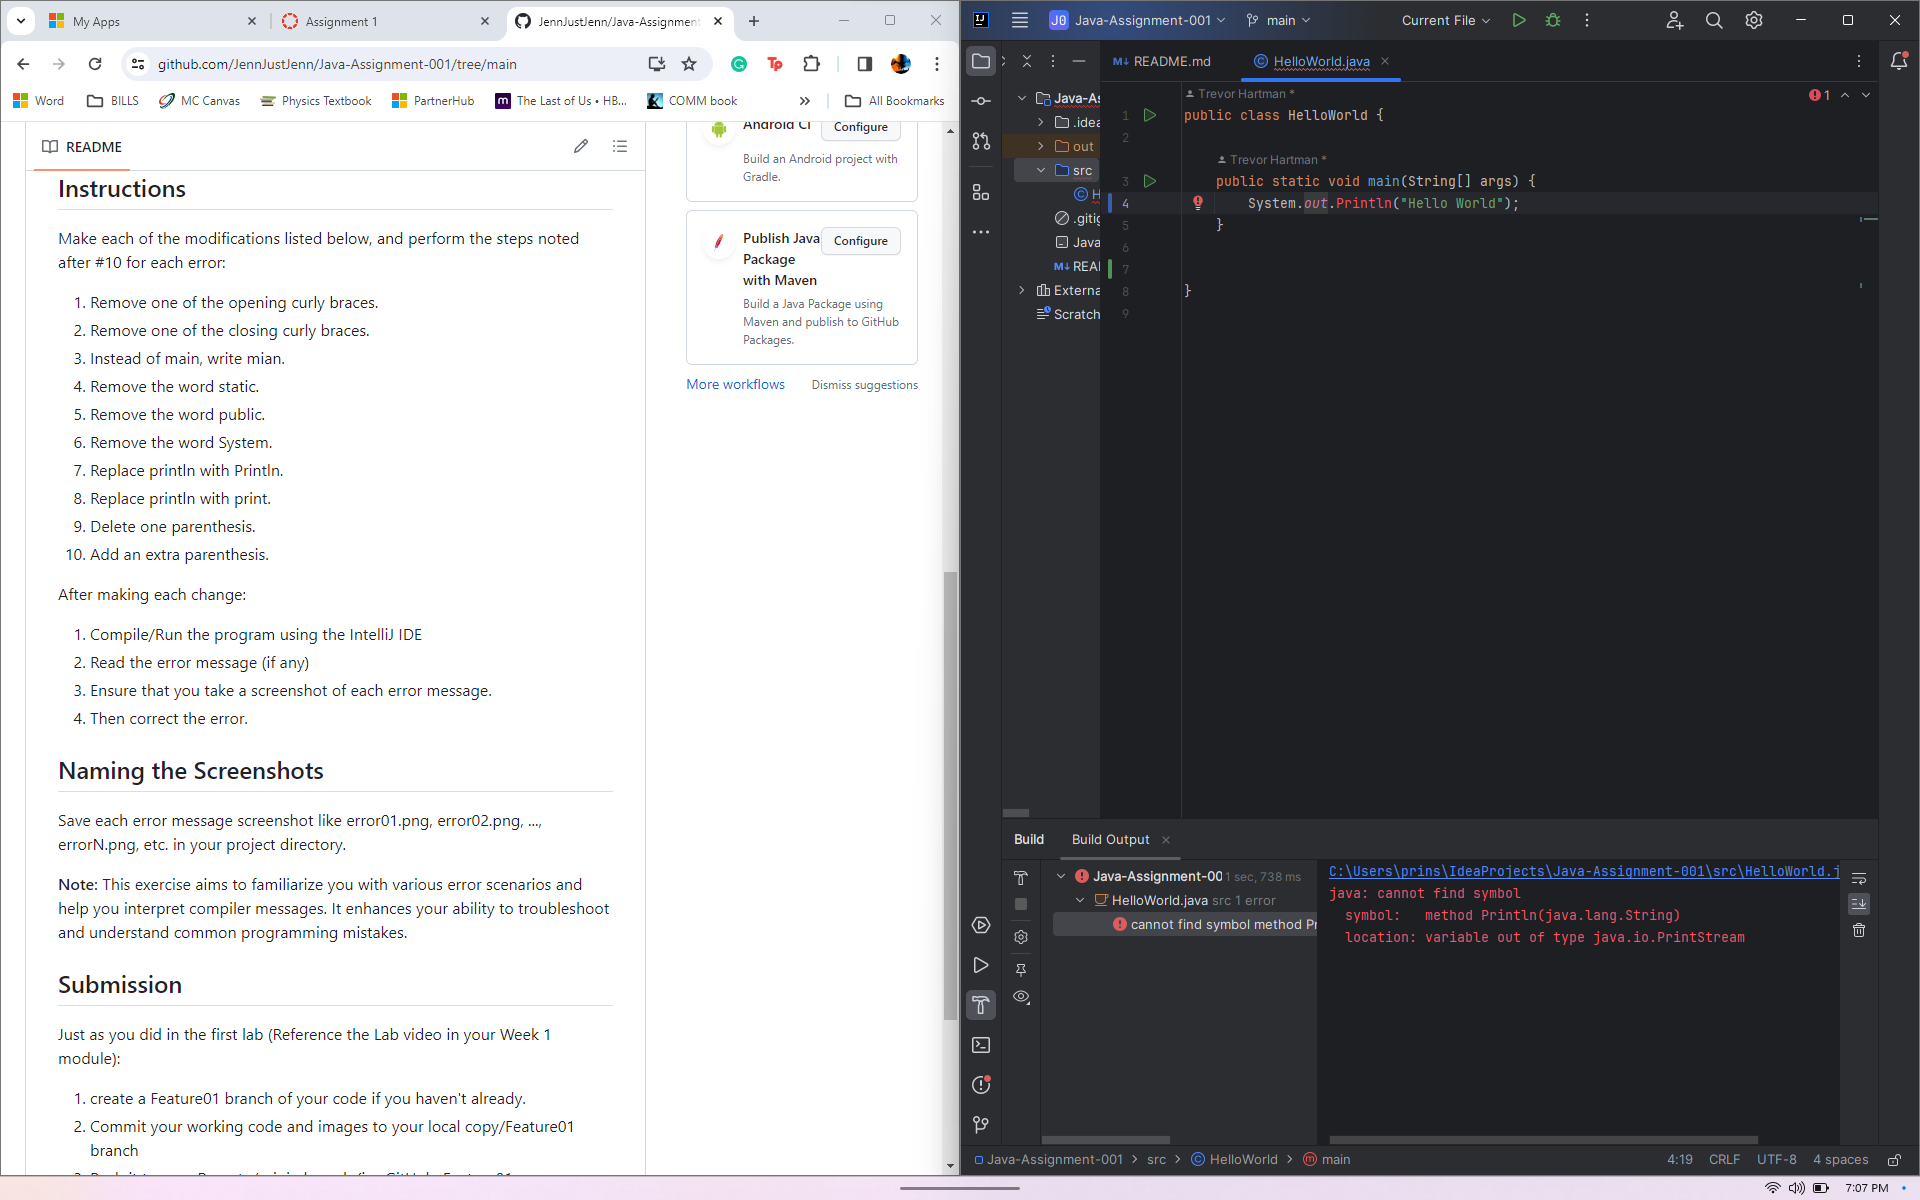 My Apps
Assignment 1
JennJustJenn/Java-Assignment
github.com/JennJustJenn/Java-Assignment-001/tree/main
Word
BILLS
MC Canvas
Physics Textbook
PartnerHub
The Last of Us • HB...
COMM book
All Bookmarks
README
Instructions
Make each of the modifications listed below, and perform the steps noted
after #10 for each error:
1. Remove one of the opening curly braces.
2. Remove one of the closing curly braces.
3. Instead of main, write mian.
4. Remove the word static.
5. Remove the word public.
6. Remove the word System.
7. Replace println with Println.
8. Replace println with print.
9. Delete one parenthesis.
10. Add an extra parenthesis.
After making each change:
1. Compile/Run the program using the IntelliJ IDE
2. Read the error message (if any)
3. Ensure that you take a screenshot of each error message.
4. Then correct the error.
Naming the Screenshots
Save each error message screenshot like error01.png, error02.png, ...,
errorN.png, etc. in your project directory.
Note: This exercise aims to familiarize you with various error scenarios and
help you interpret compiler messages. It enhances your ability to troubleshoot
and understand common programming mistakes.
Submission
Just as you did in the first lab (Reference the Lab video in your Week 1
module):
1. create a Feature01 branch of your code if you haven't already.
2. Commit your working code and images to your local copy/Feature01
branch
Android CI
Configure
Build an Android project with
Gradle.
Publish Java
Package
with Maven
Configure
Build a Java Package using
Maven and publish to GitHub
Packages.
More workflows
Dismiss suggestions
Java-Assignment-001
main
Current File
README.md
HelloWorld.java
Java-As
.idea
out
src
H
.gitig
Java
REA
Externa
Scratch
1
Trevor Hartman *
1 public class HelloWorld {
2
Trevor Hartman *
3 public static void main(String[] args) {
4 System.out.Println("Hello World");
5 }
6
7
8 }
9
Build
Build Output
Java-Assignment-00 1 sec, 738 ms
HelloWorld.java src 1 error
cannot find symbol method Pr
C:\Users\prins\IdeaProjects\Java-Assignment-001\src\HelloWorld.j
java: cannot find symbol
symbol: method Println(java.lang.String)
location: variable out of type java.io.PrintStream
Java-Assignment-001 > src > HelloWorld > main
4:19 CRLF UTF-8 4 spaces
7:07 PM